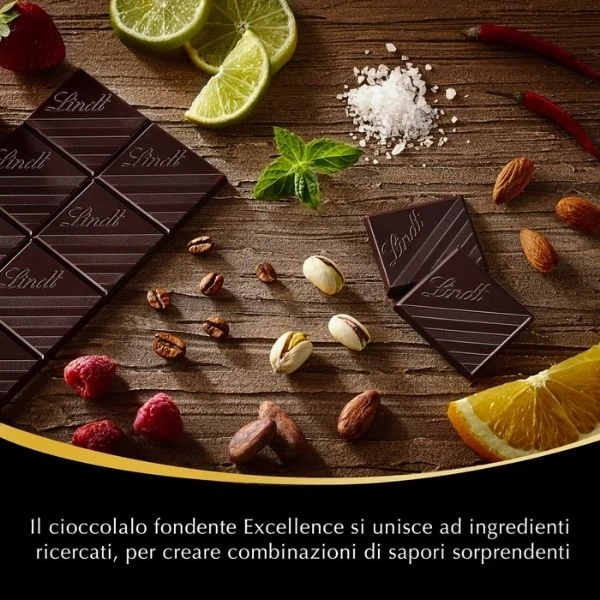 Lindt
Lindt
Lindt
Lindt
Lindt
Lindt
Lindt
Il cioccolalo fondente Excellence si unisce ad ingredienti
ricercati, per creare combinazioni di sapori sorprendenti